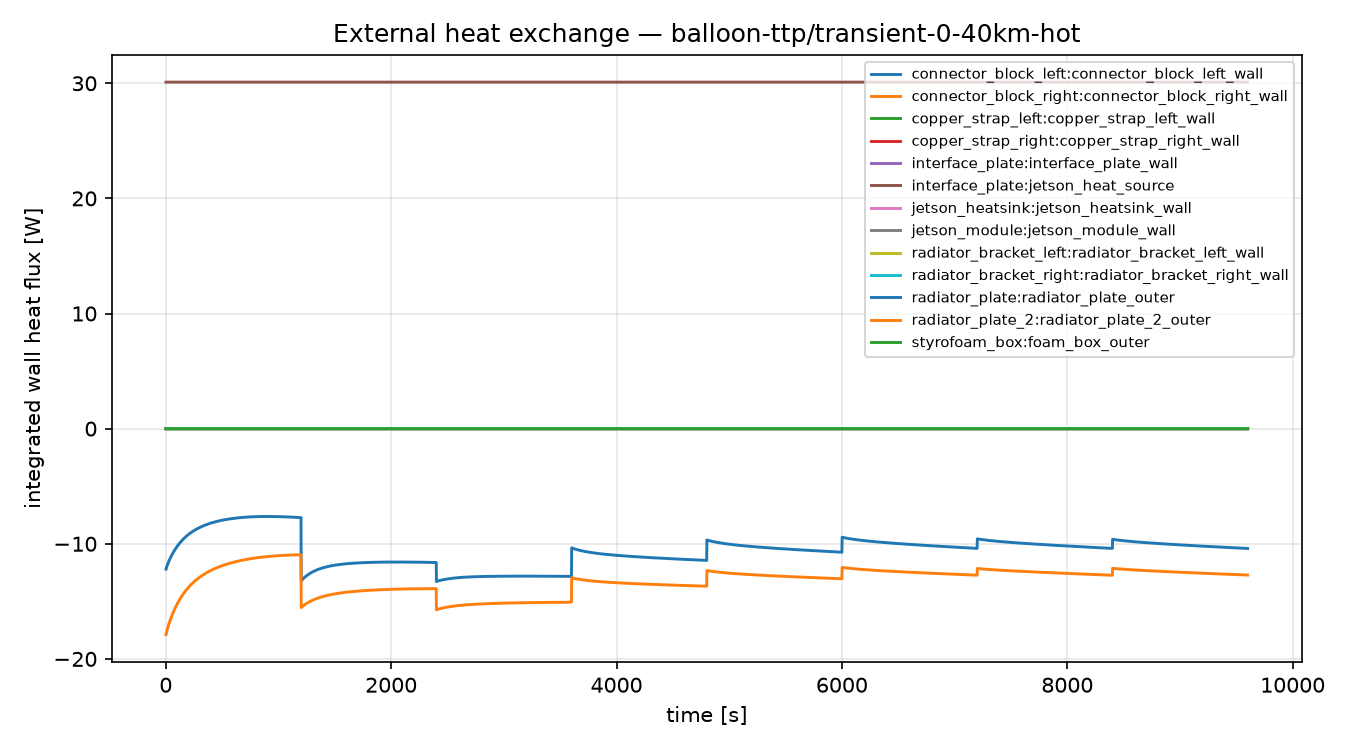 External heat exchange — balloon-ttp/transient-0-40km-hot
integrated wall heat flux [W]
30
20
10
0
−10
−20
connector_block_left:connector_block_left_wall
connector_block_right:connector_block_right_wall
copper_strap_left:copper_strap_left_wall
copper_strap_right:copper_strap_right_wall
interface_plate:interface_plate_wall
interface_plate:jetson_heat_source
jetson_heatsink:jetson_heatsink_wall
jetson_module:jetson_module_wall
radiator_bracket_left:radiator_bracket_left_wall
radiator_bracket_right:radiator_bracket_right_wall
radiator_plate:radiator_plate_outer
radiator_plate_2:radiator_plate_2_outer
styrofoam_box:foam_box_outer
0 2000 4000 6000 8000 10000
time [s]